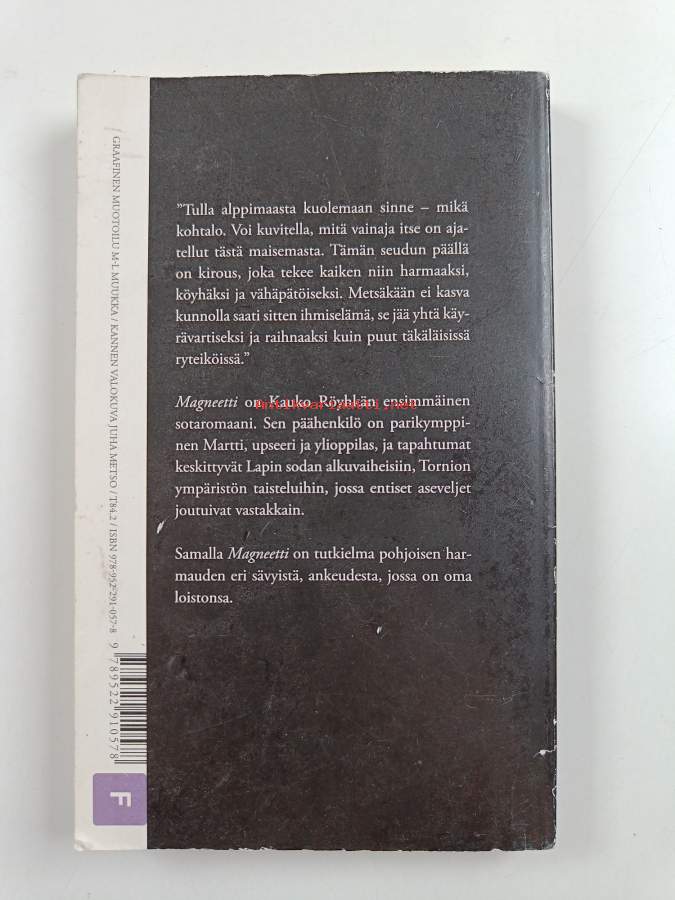 ”Tulla alppimaasta kuolemaan sinne – mikä
kohtalo. Voi kuvitella, mitä vainaja itse on aja-
tellut tästä maisemasta. Tämän seudun päällä
on kirous, joka tekee kaiken niin harmaaksi,
köyhäksi ja vähäpätöiseksi. Metsäkään ei kasva
kunnolla saati sitten ihmiselämä, se jää yhtä käy-
rävartiseksi ja raihnaaksi kuin puut täkäläisissä
ryteiköissä.”
Magneetti on Kauko Röyhkän ensimmäinen
antikvariaatti.net
sotaromaani. Sen päähenkilö on parikymppi-
nen Martti, upseeri ja ylioppilas, ja tapahtumat
keskittyvät Lapin sodan alkuvaiheisiin, Tornion
ympäristön taisteluihin, jossa entiset aseveljet
joutuivat vastakkain.
Samalla Magneetti on tutkielma pohjoisen har-
mauden eri sävyistä, ankeudesta, jossa on oma
loistonsa.
GRAAFINEN MUOTOILU M-L MUUKKA / KANNEN VALOKUVA JUHA METSO / T84.2 / ISBN 978-952-291-057-8
9 789522 910578
F